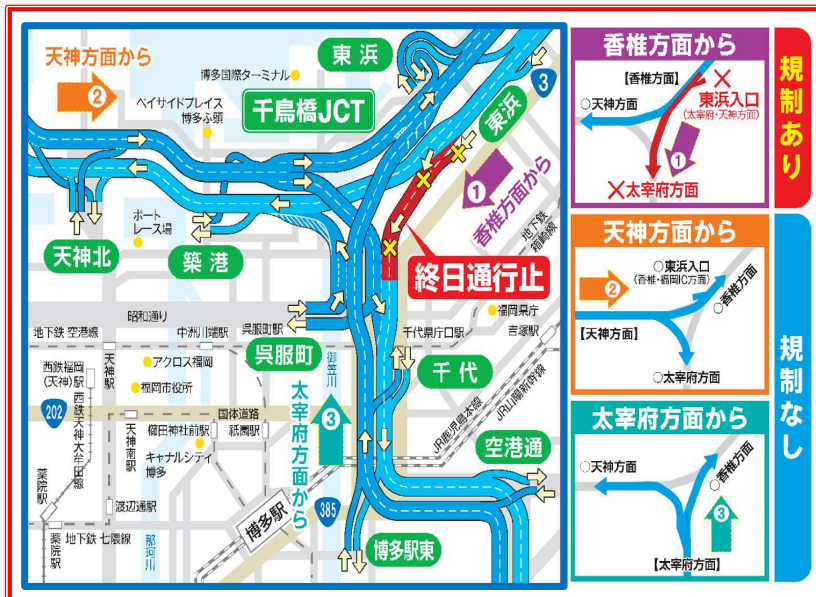 天神方面から
②
東浜
博多国際ターミナル
千鳥橋JCT
ベイサイドプレイス
博多ふ頭
3
東浜
①
香椎方面から
地下鉄
箱崎線
ボート
レース場
天神北
築港
終日通行止
福岡県庁
吉塚駅
昭和通り
呉服町駅
千代県庁口駅
地下鉄 空港線
中洲川端駅
天神駅
アクロス福岡
呉服町
御笠川
千代
西鉄福岡
(天神)駅
福岡市役所
太宰府方面から
③
JR鹿児島本線
JR山陽新幹線
202
西鉄天神大牟田線
国体道路
天神南駅
櫛田神社前駅
祇園駅
キャナルシティ
博多
空港通
薬院駅
渡辺通駅
385
博多駅
薬院駅
地下鉄 七隈線
那珂川
博多駅東
香椎方面から
【香椎方面】
○天神方面
東浜入口
(太宰府・天神方面)
①
太宰府方面
規制あり
天神方面から
②
○東浜入口
(香椎・福岡IC方面)
○香椎方面
【天神方面】
○太宰府方面
太宰府方面から
○天神方面
○香椎方面
③
【太宰府方面】
規制なし